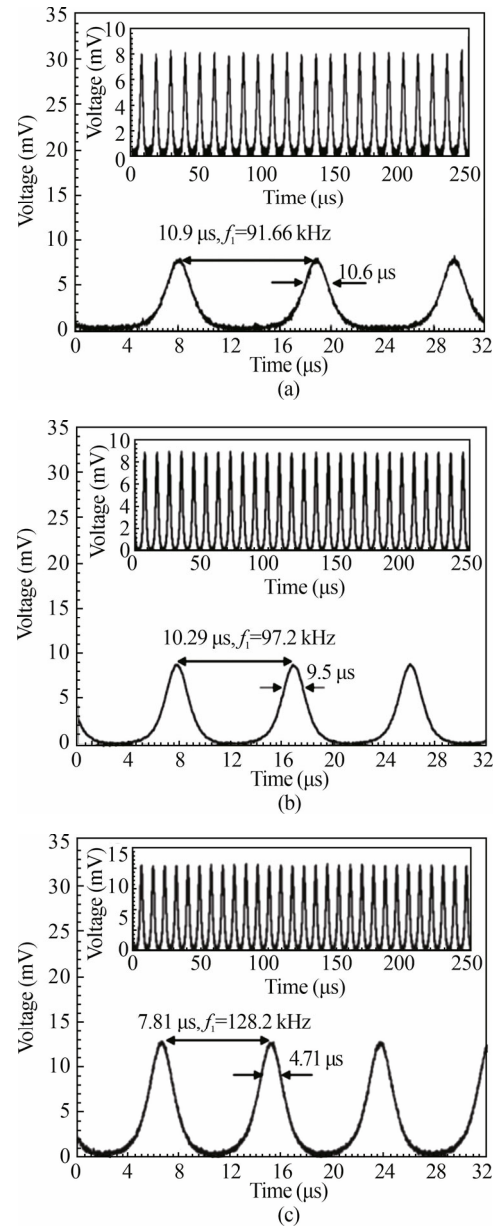 35
30
25
20
15
10
5
0
Voltage (mV)
10
8
6
4
2
0
Voltage (mV)
0 50 100 150 200 250
Time (μs)
10.9 μs, f₁=91.66 kHz
10.6 μs
0 4 8 12 16 20 24 28 32
Time (μs)
(a)
35
30
25
20
15
10
5
0
Voltage (mV)
10
8
6
4
2
0
Voltage (mV)
0 50 100 150 200 250
Time (μs)
10.29 μs, f₁=97.2 kHz
9.5 μs
0 4 8 12 16 20 24 28 32
Time (μs)
(b)
35
30
25
20
15
10
5
0
Voltage (mV)
15
10
5
0
Voltage (mV)
0 50 100 150 200 250
Time (μs)
7.81 μs, f₁=128.2 kHz
4.71 μs
0 4 8 12 16 20 24 28 32
Time (μs)
(c)